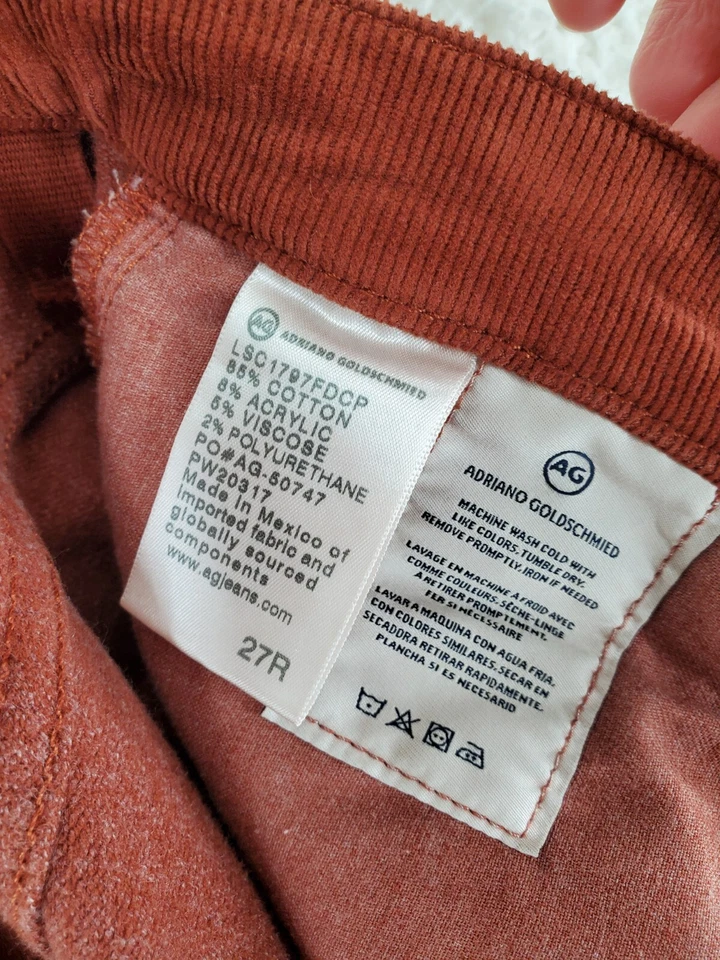 AG ADRIANO GOLDSCHMIED
LSC1797FDCP
85% COTTON
8% ACRYLIC
5% VISCOSE
2% POLYURETHANE
PO#AG-50747
PW20317
Made in Mexico of
Imported fabric and
globally sourced
components
www.agjeans.com
27R
AG
ADRIANO GOLDSCHMIED
MACHINE WASH COLD WITH
LIKE COLORS, TUMBLE DRY.
REMOVE PROMPTLY, IRON IF NEEDED
LAVAGE EN MACHINE A FROID AVEC
COMME COULEURS. SÈCHE-LINGE
A RETIRER PROMPTEMENT.
FER SI NÉCESSAIRE
LAVAR A MAQUINA CON AGUA FRIA.
CON COLORES SIMILARES. SECAR EN
SECADORA RETIRAR RAPIDAMENTE.
PLANCHA SI ES NECESARIO